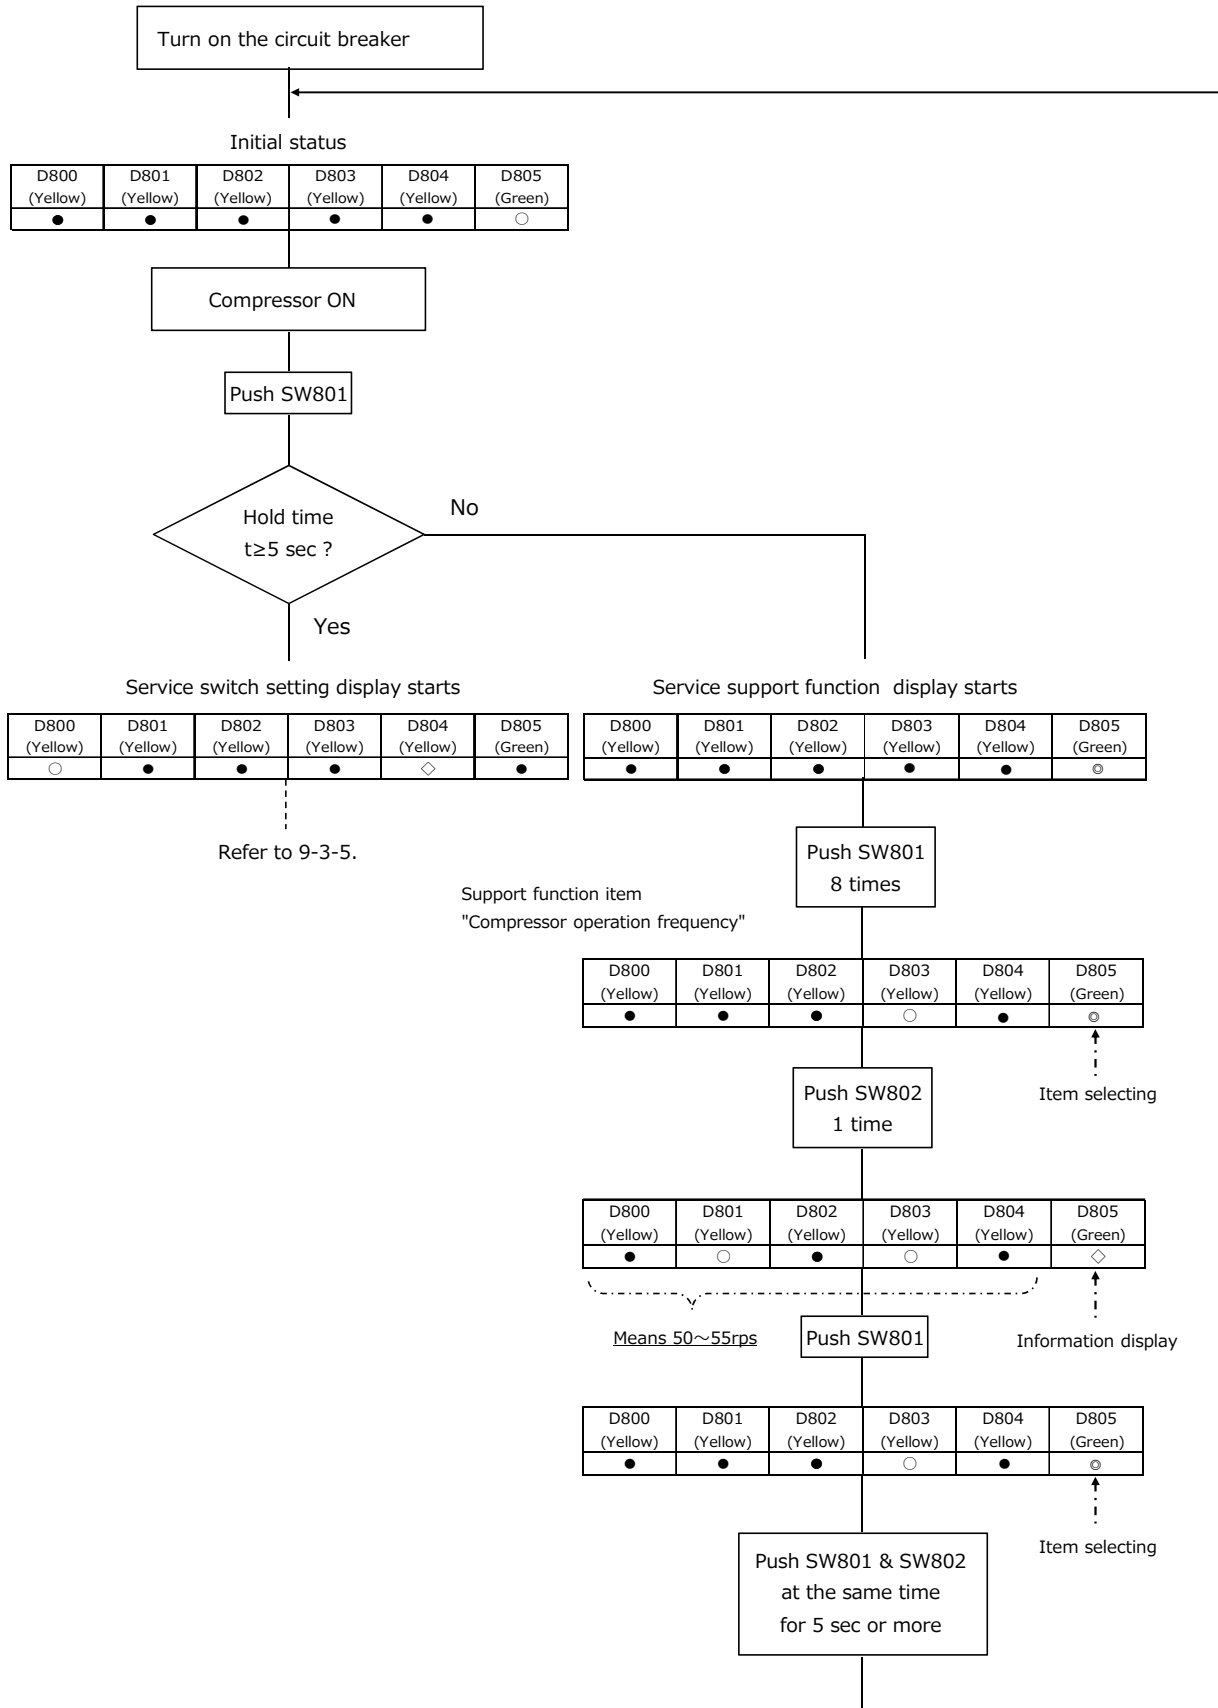 Turn on the circuit breaker
Initial status
D800 D801 D802 D803 D804 D805
(Yellow) (Yellow) (Yellow) (Yellow) (Yellow) (Green)
● ● ● ● ● ○
Compressor ON
Push SW801
Hold time
t≥5 sec ?
No
Yes
Service switch setting display starts
D800 D801 D802 D803 D804 D805
(Yellow) (Yellow) (Yellow) (Yellow) (Yellow) (Green)
○ ● ● ● ◇ ●
Refer to 9-3-5.
Service support function display starts
D800 D801 D802 D803 D804 D805
(Yellow) (Yellow) (Yellow) (Yellow) (Yellow) (Green)
● ● ● ● ● ◎
Push SW801
8 times
Support function item
"Compressor operation frequency"
D800 D801 D802 D803 D804 D805
(Yellow) (Yellow) (Yellow) (Yellow) (Yellow) (Green)
● ● ● ○ ● ◎
Item selecting
Push SW802
1 time
D800 D801 D802 D803 D804 D805
(Yellow) (Yellow) (Yellow) (Yellow) (Yellow) (Green)
● ○ ● ○ ● ◇
Means 50～55rps
Push SW801
Information display
D800 D801 D802 D803 D804 D805
(Yellow) (Yellow) (Yellow) (Yellow) (Yellow) (Green)
● ● ● ○ ● ◎
Item selecting
Push SW801 & SW802
at the same time
for 5 sec or more